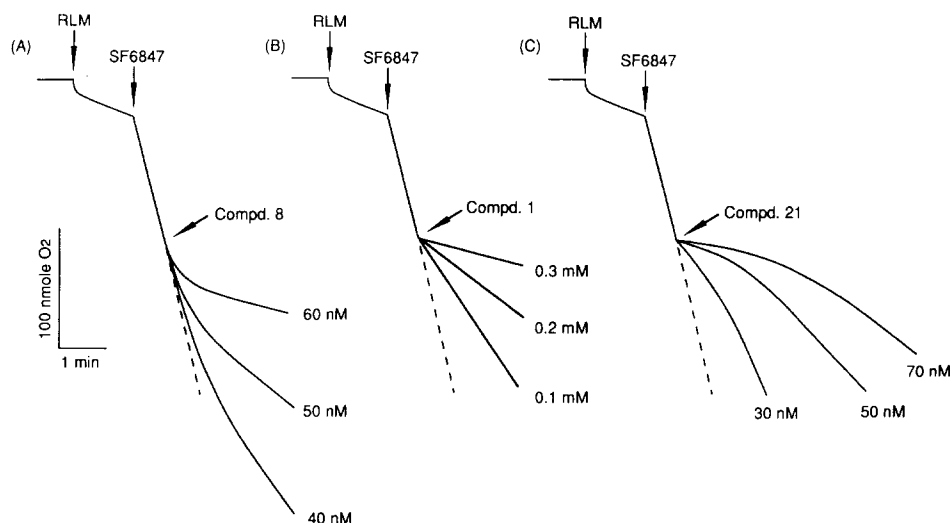 (A)
RLM
SF6847
Compd. 8
60 nM
50 nM
40 nM
100 nmole O2
1 min
(B)
RLM
SF6847
Compd. 1
0.3 mM
0.2 mM
0.1 mM
(C)
RLM
SF6847
Compd. 21
70 nM
50 nM
30 nM